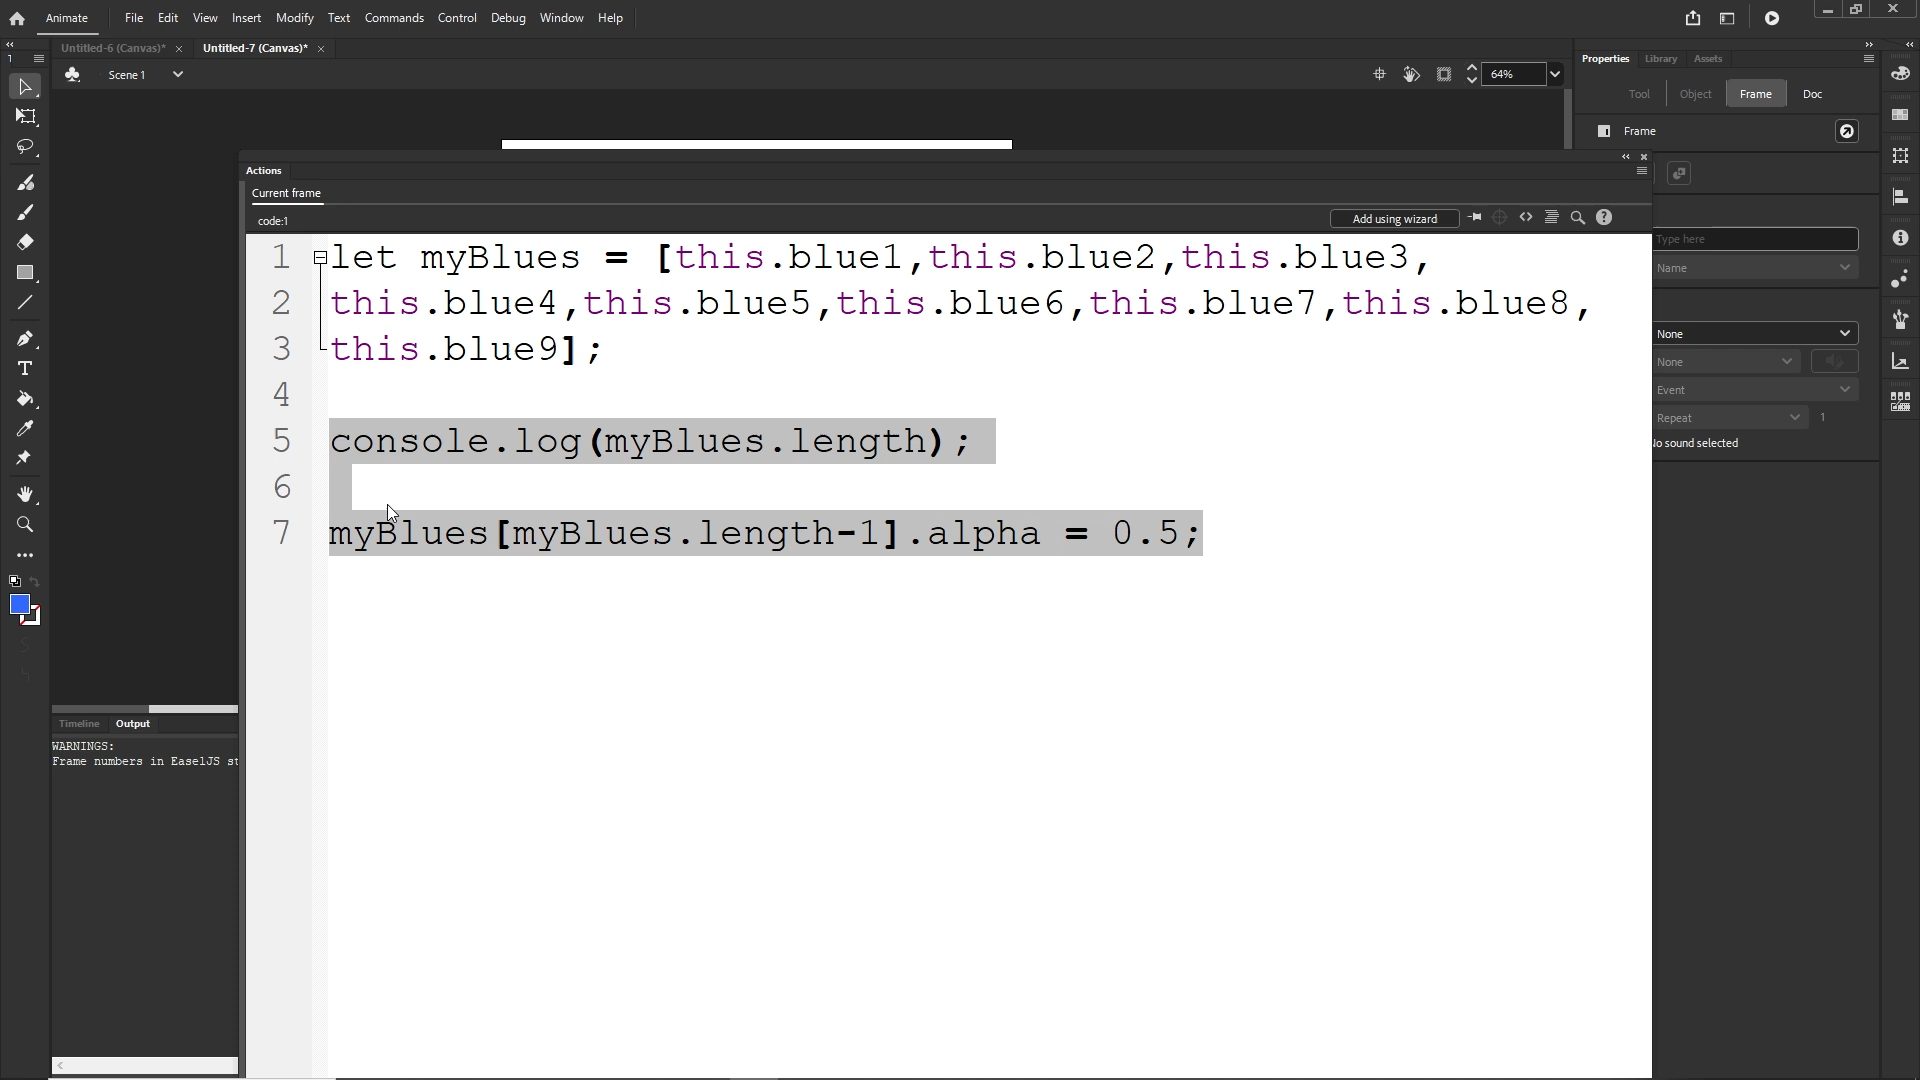 Animate File Edit View Insert Modify Text Commands Control Debug Window Help
Untitled-6 (Canvas)* × Untitled-7 (Canvas)* ×
Scene 1
64%
Properties Library Assets
Tool Object Frame Doc
Frame
Actions
Current frame
code:1
Add using wizard
1 let myBlues = [this.blue1,this.blue2,this.blue3,
2 this.blue4,this.blue5,this.blue6,this.blue7,this.blue8,
3 this.blue9];
4
5 console.log(myBlues.length);
6
7 myBlues[myBlues.length-1].alpha = 0.5;
Type here
Name
None
None
Event
Repeat 1
No sound selected
Timeline Output
WARNINGS:
Frame numbers in EaselJS st